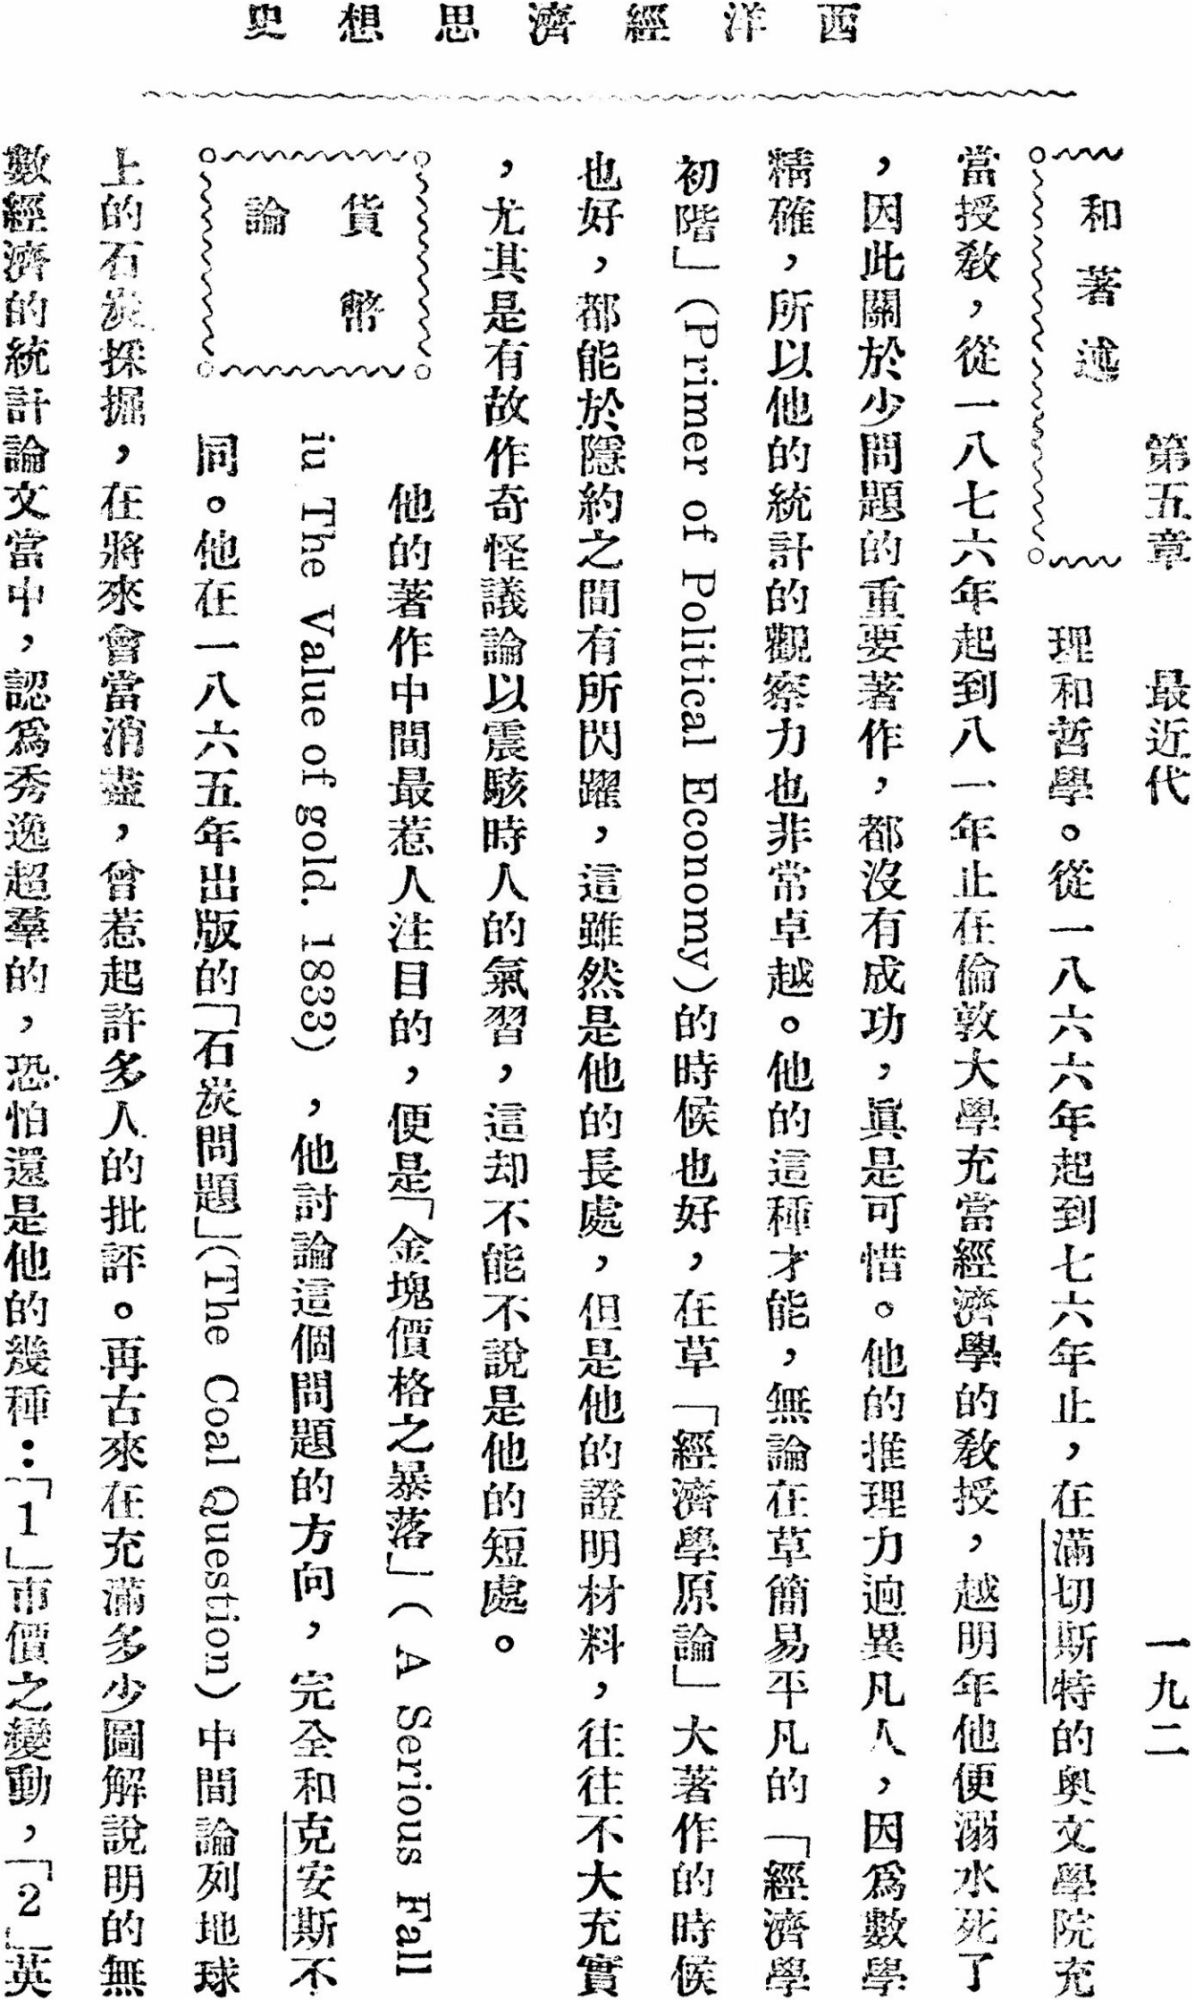 西洋經濟思想史
第五章　最近代　一九二
和著述
理和哲學。從一八六六年起到七六年止，在滿切斯特的奧文學院充
當授教，從一八七六年起到八一年止在倫敦大學充當經濟學的教授，越明年他便溺水死了
，因此關於少問題的重要著作，都沒有成功，眞是可惜。他的推理力迥異凡人，因爲數學
精確，所以他的統計的觀察力也非常卓越。他的這種才能，無論在草簡易平凡的「經濟學
初階」(Primer of Political Economy)的時候也好，在草「經濟學原論」大著作的時候
也好，都能於隱約之間有所閃躍，這雖然是他的長處，但是他的證明材料，往往不大充實
，尤其是有故作奇怪議論以震駭時人的氣習，這却不能不說是他的短處。
貨幣
論
他的著作中間最惹人注目的，便是「金塊價格之暴落」( A Serious Fall
iu The Value of gold. 1833)，他討論這個問題的方向，完全和克安斯不
同。他在一八六五年出版的「石炭問題」(The Coal Question)中間論列地球
上的石炭採掘，在將來會當消盡，曾惹起許多人的批評。再古來在充滿多少圖解說明的無
數經濟的統計論文當中，認爲秀逸超羣的，恐怕還是他的幾種：「1」市價之變動，「2」英